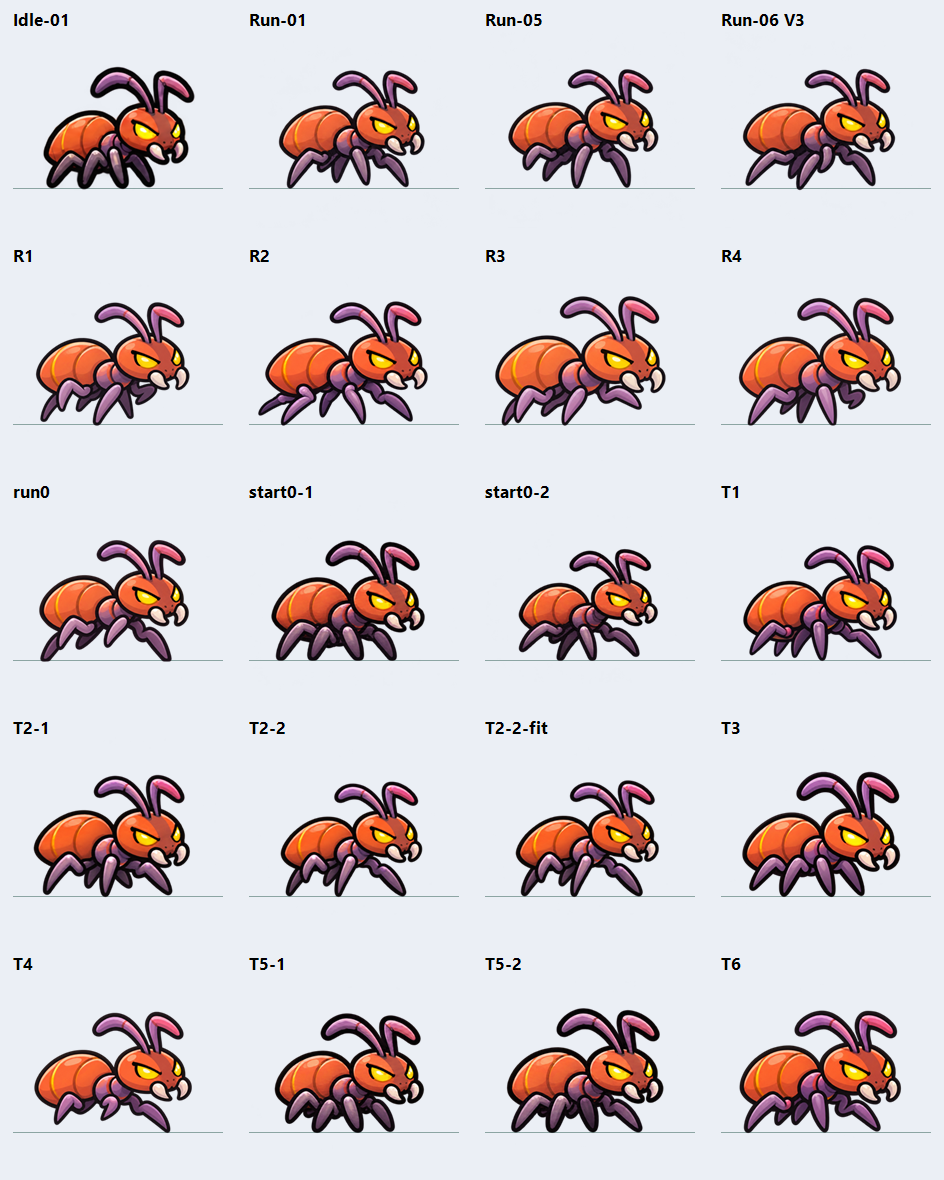 Idle-01
Run-01
Run-05
Run-06 V3
R1
R2
R3
R4
run0
start0-1
start0-2
T1
T2-1
T2-2
T2-2-fit
T3
T4
T5-1
T5-2
T6